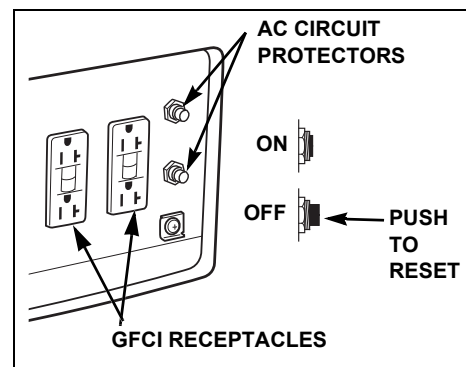 AC CIRCUIT
PROTECTORS
ON
OFF
PUSH
TO
RESET
GFCI RECEPTACLES